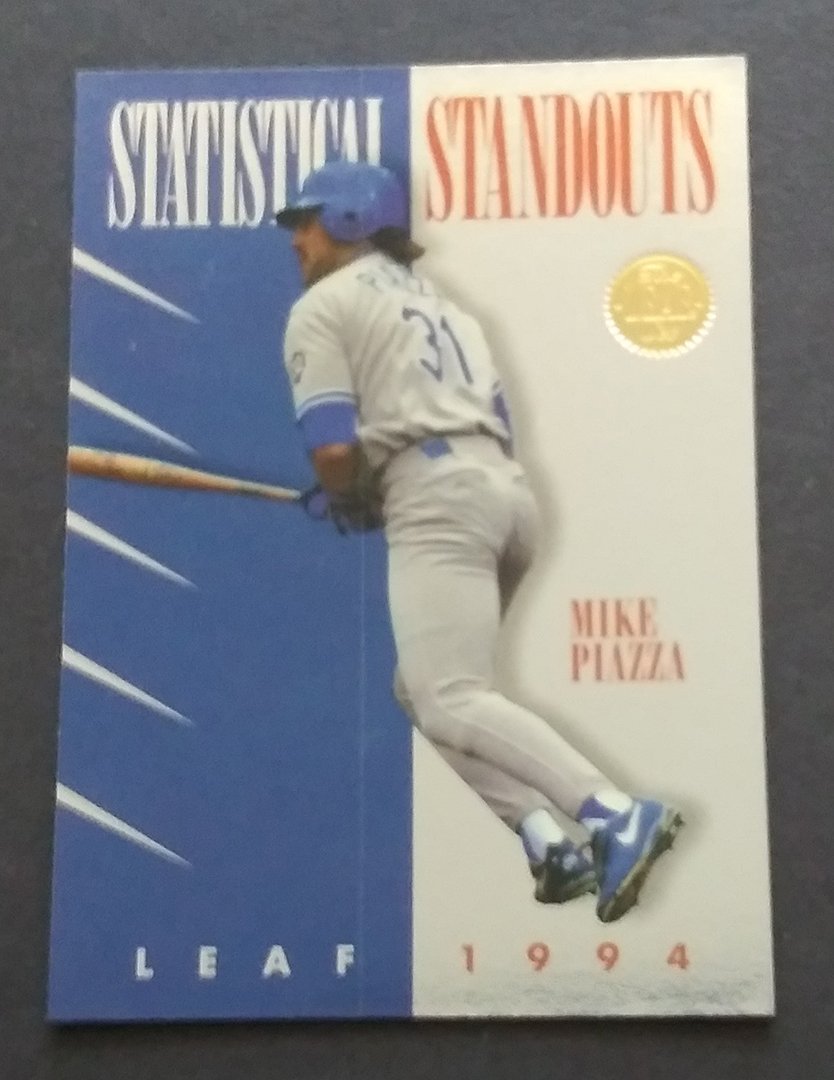 STATISTICAL STANDOUTS
31
MIKE
PIAZZA
LEAF 1994